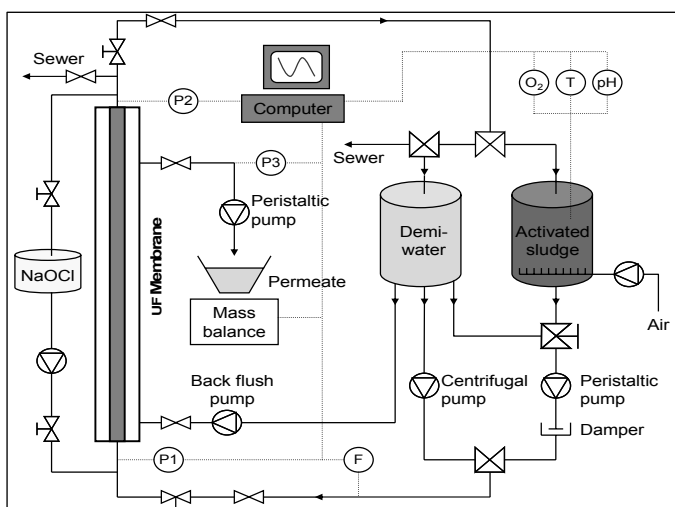 Sewer
P2
Computer
O2
T
pH
Sewer
P3
Peristaltic
pump
NaOCl
UF Membrane
Demi-
water
Activated
sludge
Permeate
Mass
balance
Air
Back flush
pump
Centrifugal
pump
Peristaltic
pump
Damper
P1
F